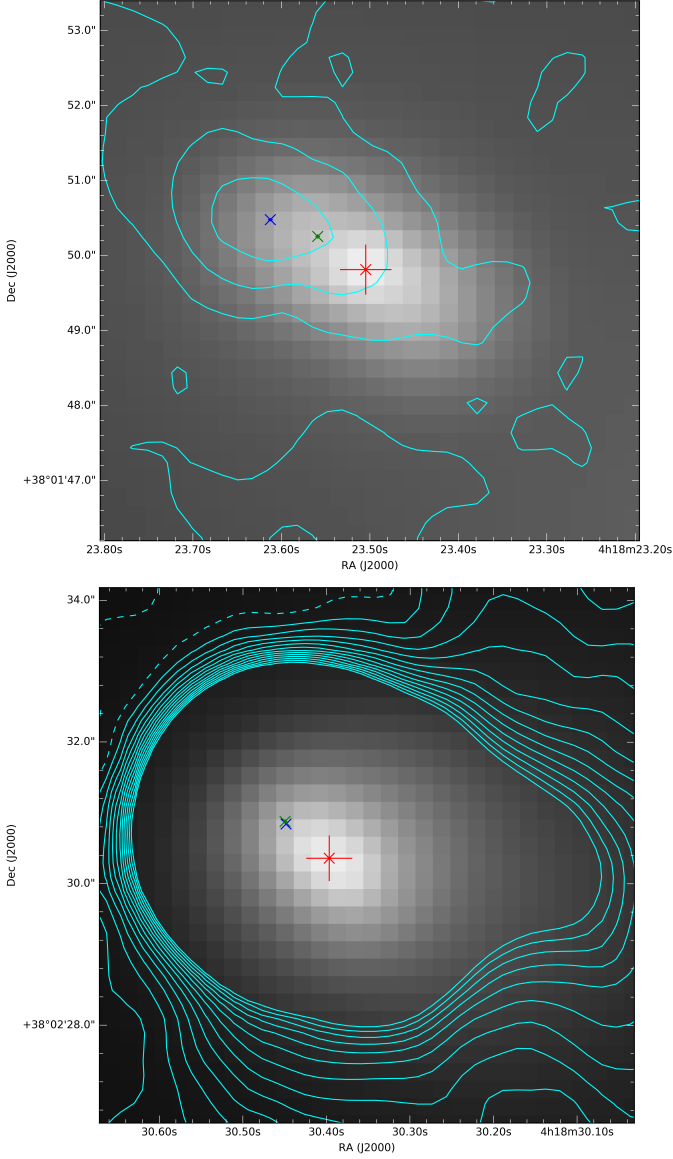 53.0"
52.0"
51.0"
50.0"
49.0"
48.0"
+38°01'47.0"
Dec (J2000)
23.80s 23.70s 23.60s 23.50s 23.40s 23.30s 4h18m23.20s
RA (J2000)
34.0"
32.0"
30.0"
+38°02'28.0"
Dec (J2000)
30.60s 30.50s 30.40s 30.30s 30.20s 4h18m30.10s
RA (J2000)